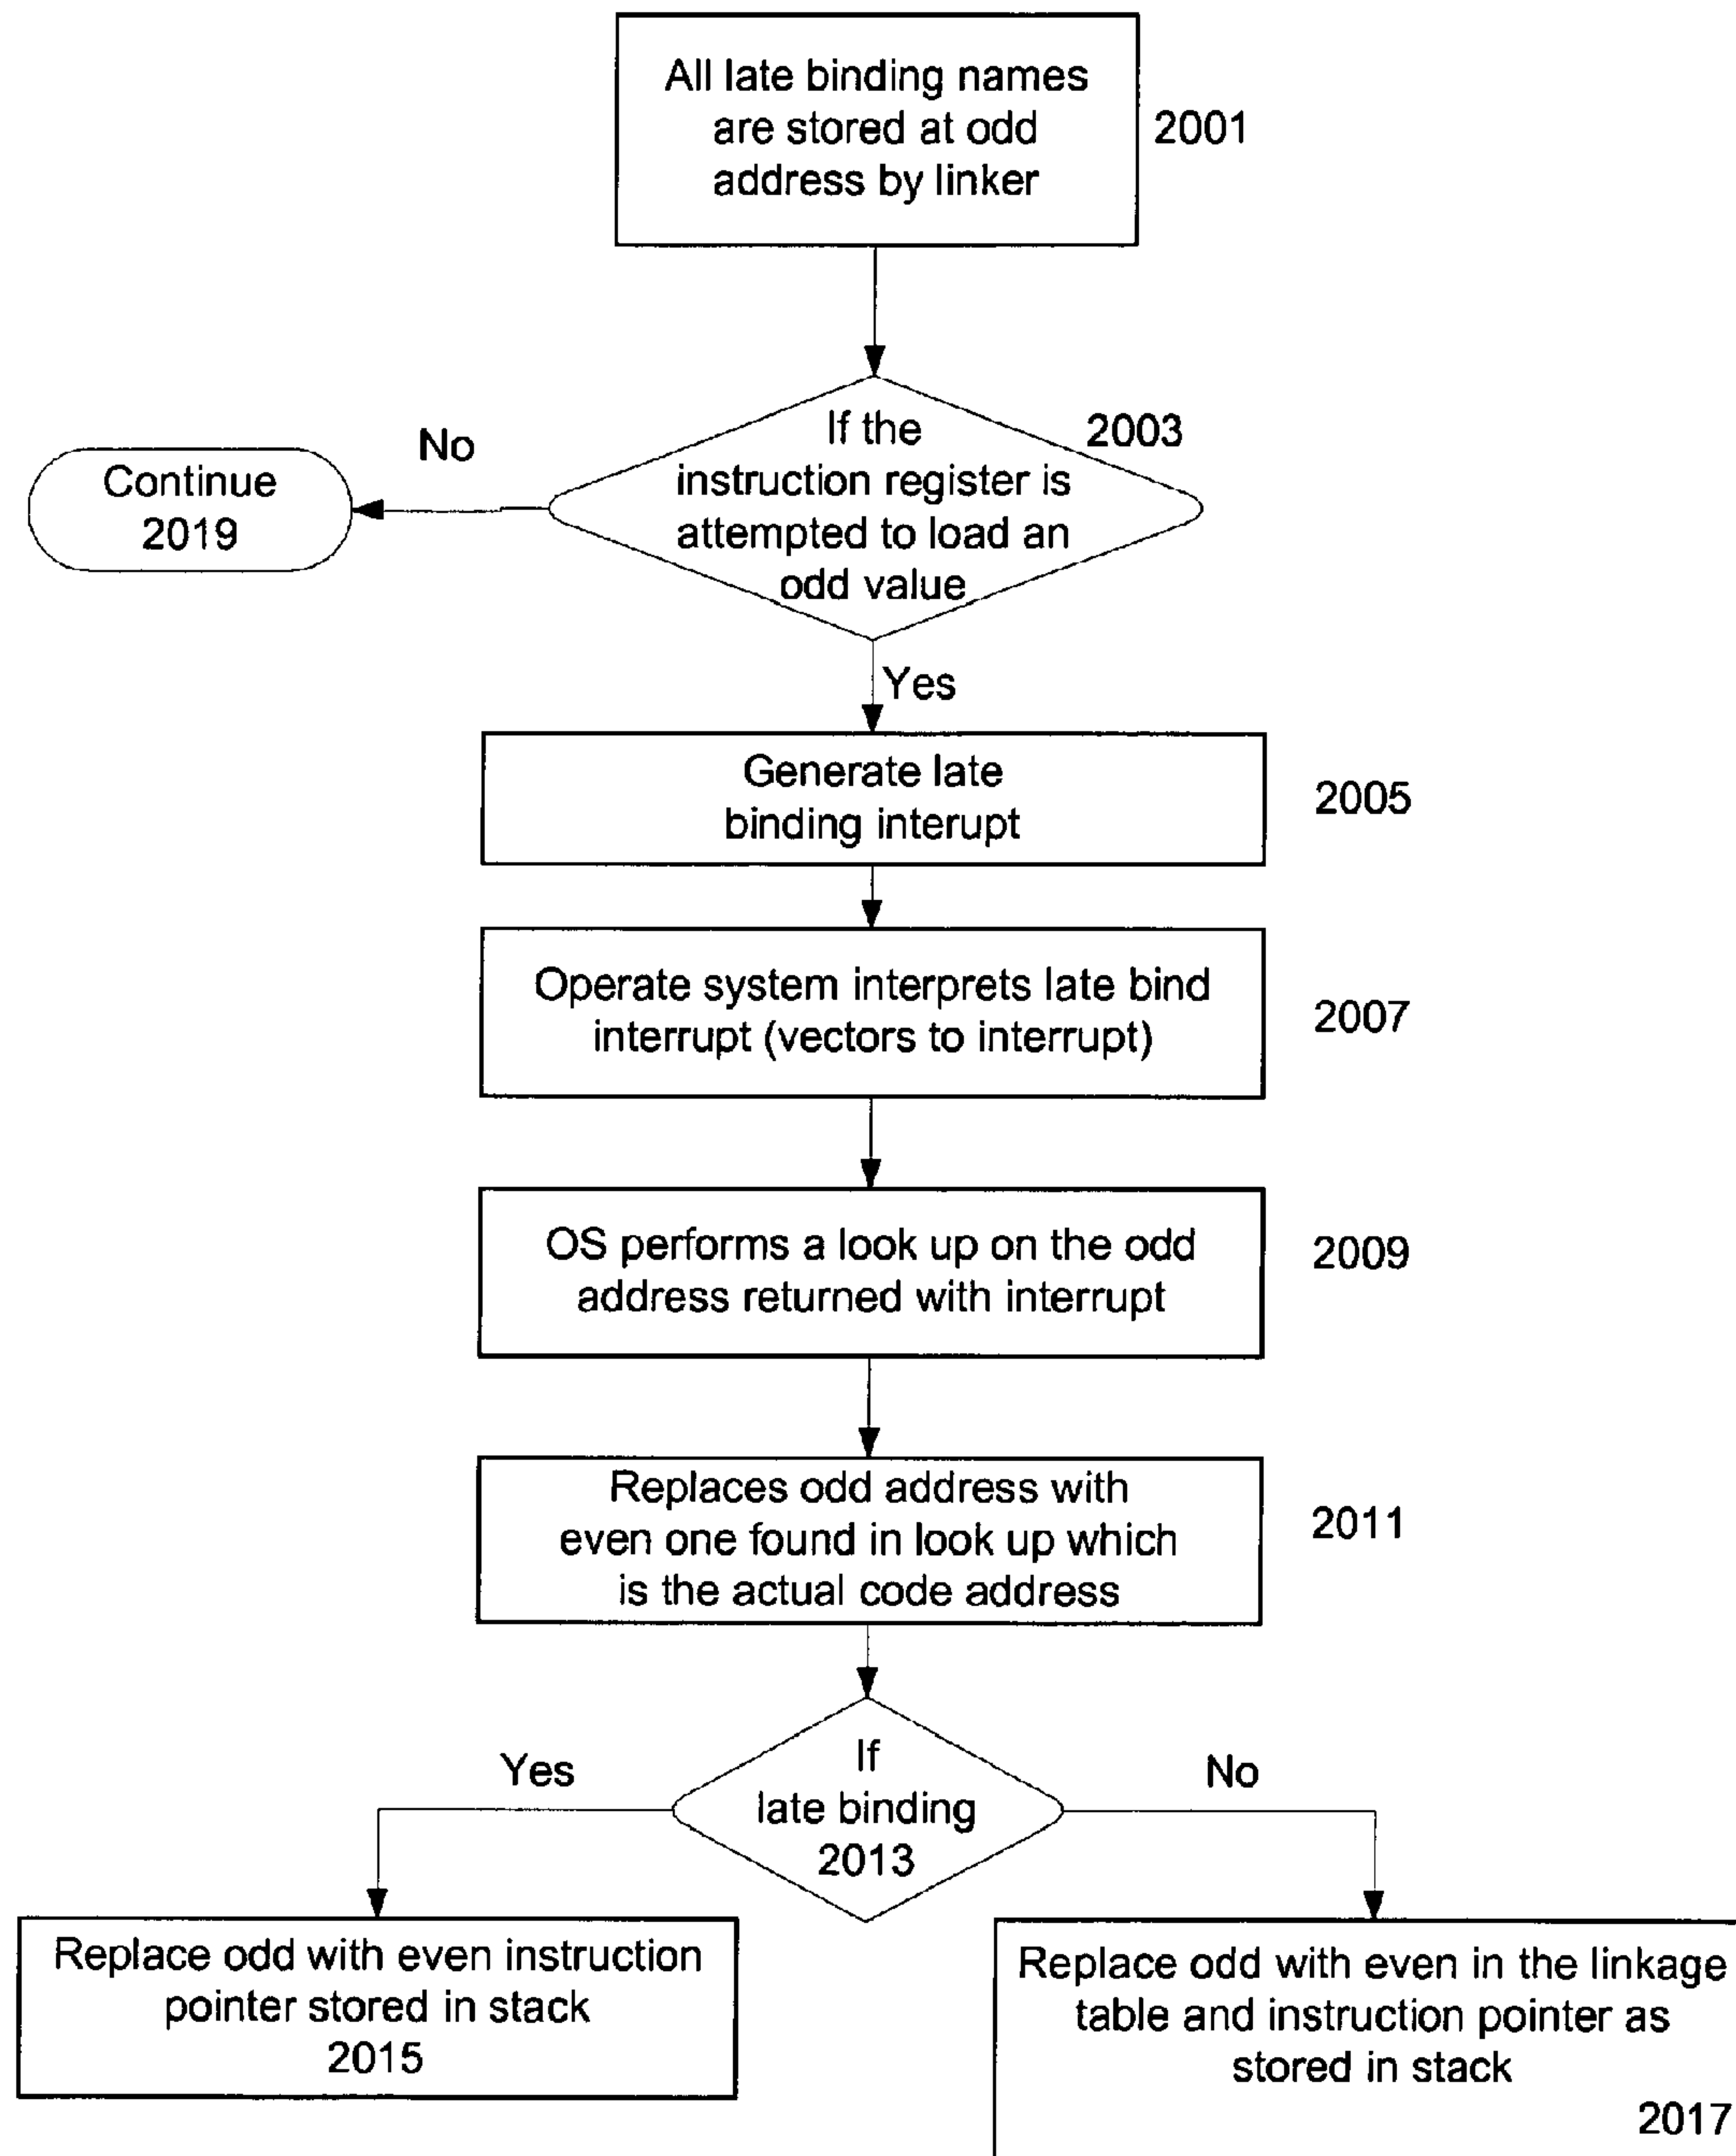 All late binding names
are stored at odd
address by linker
2001
If the
instruction register is
attempted to load an
odd value
2003
No
Continue
2019
Yes
Generate late
binding interupt
2005
Operate system interprets late bind
interrupt (vectors to interrupt)
2007
OS performs a look up on the odd
address returned with interrupt
2009
Replaces odd address with
even one found in look up which
is the actual code address
2011
If
late binding
2013
Yes
No
Replace odd with even instruction
pointer stored in stack
2015
Replace odd with even in the linkage
table and instruction pointer as
stored in stack
2017